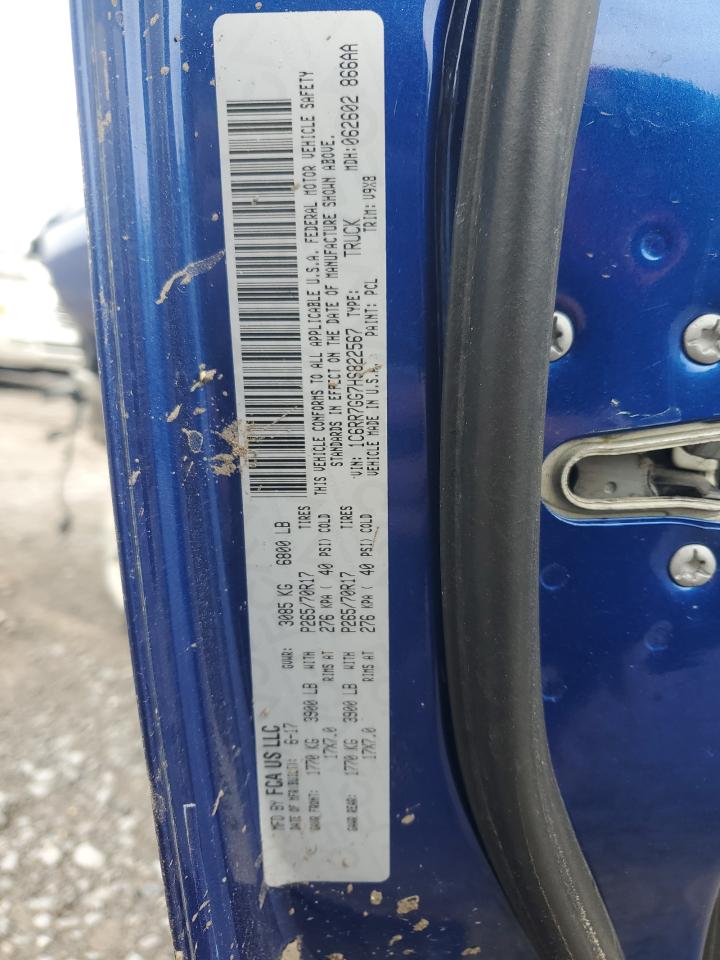 MFD BY FCA US LLC
DATE OF MFR(BUILT): 6-17 GVWR: 3085 KG 6800 LB
GAWR FRONT: 1770 KG 3900 LB WITH P265/70R17 TIRES
17X7.0 RIMS AT 276 KPA ( 40 PSI) COLD
GAWR REAR: 1770 KG 3900 LB WITH P265/70R17 TIRES
17X7.0 RIMS AT 276 KPA ( 40 PSI) COLD
THIS VEHICLE CONFORMS TO ALL APPLICABLE U.S.A. FEDERAL MOTOR VEHICLE SAFETY
STANDARDS IN EFFECT ON THE DATE OF MANUFACTURE SHOWN ABOVE.
VIN: 1C6RR7GG7HS822567 TYPE: TRUCK MDH:062602 866AA
VEHICLE MADE IN U.S.A. PAINT: PCL TRIM: V9X8